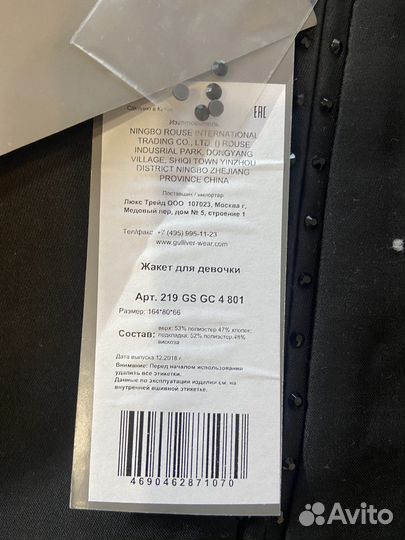 Сделано в Китае
EAC
Изготовитель
NINGBO ROUSE INTERNATIONAL
TRADING CO., LTD. () ROUSE
INDUSRIAL PARK, DONGYANG
VILLAGE, SHIQI TOWN YINZHOU
DISTRICT NINGBO ZHEJIANG
PROVINCE CHINA
Поставщик / импортер
Люкс Трейд ООО 107023, Москва г,
Медовый пер, дом № 5, строение 1
Тел/факс +7 (495) 995-11-23
www.gulliver-wear.com
Жакет для девочки
Арт. 219 GS GC 4 801
Размер: 164*80*66
Состав: верх: 53% полиэстер 47% хлопок;
подкладка: 52% полиэстер,48%
вискоза
Дата выпуска 12.2018 г.
Внимание: Перед началом использования
удалить все этикетки.
Данные по эксплуатации изделия см. на
внутренней вшивной этикетке.
4690462871070
Avito